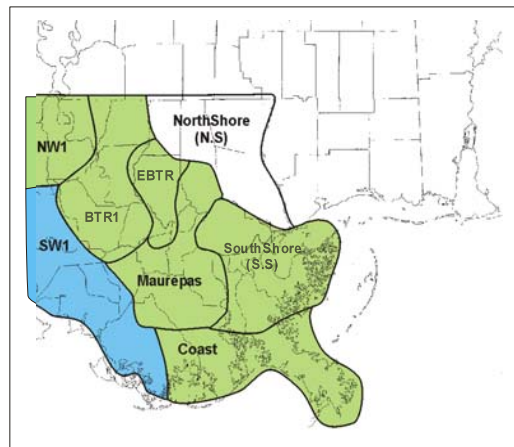 NorthShore
(N.S)
NW1
EBTR
BTR1
SW1
SouthShore
(S.S)
Maurepas
Coast